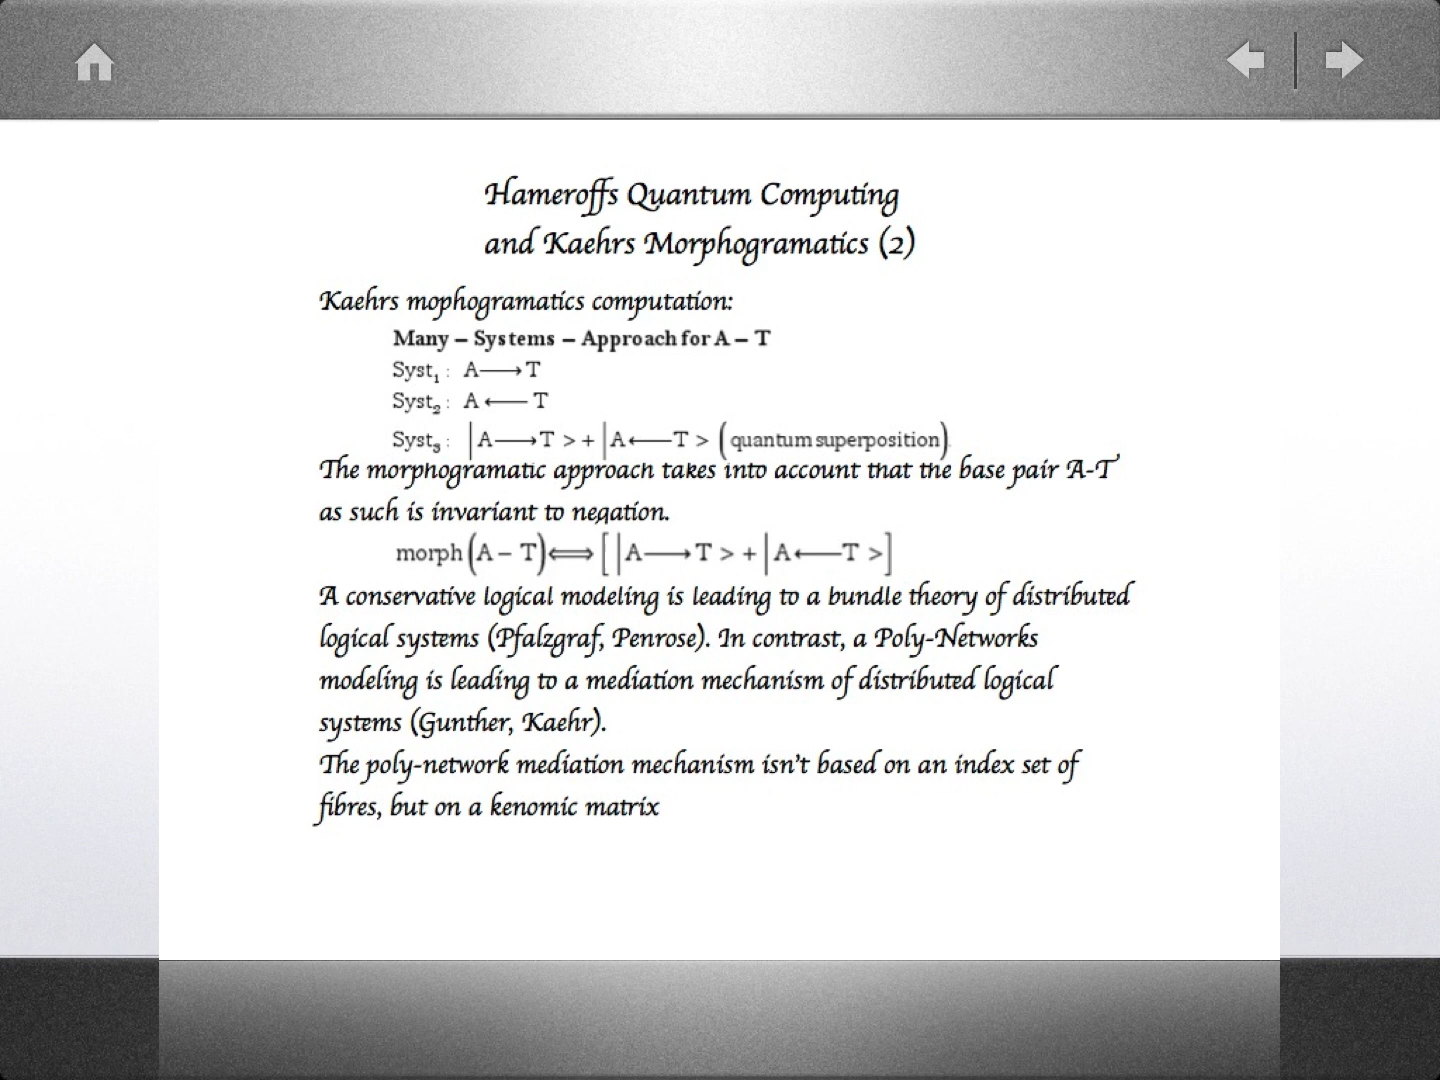 Hameroffs Quantum Computing
and Kaehrs Morphogramatics (2)
Kaehrs mophogramatics computation:
Many – Systems – Approach for A – T
Syst₁ : A⟶T
Syst₂ : A⟵T
Syst₃ : |A⟶T > + |A⟵T > (quantum superposition)
The morphogramatic approach takes into account that the base pair A-T
as such is invariant to negation.
morph(A – T)⟺[|A⟶T > + |A⟵T >]
A conservative logical modeling is leading to a bundle theory of distributed
logical systems (Pfalzgraf, Penrose). In contrast, a Poly-Networks
modeling is leading to a mediation mechanism of distributed logical
systems (Gunther, Kaehr).
The poly-network mediation mechanism isn't based on an index set of
fibres, but on a kenomic matrix